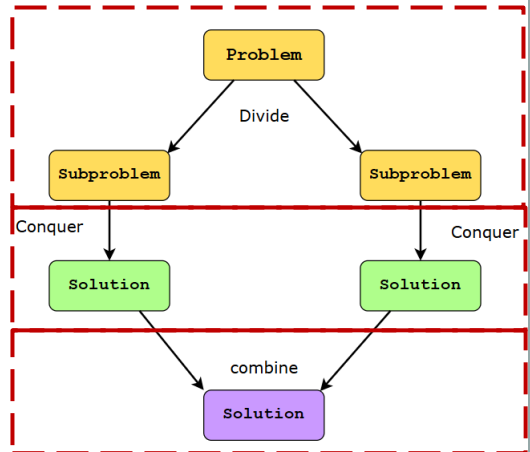 Problem
Divide
Subproblem
Subproblem
Conquer
Conquer
Solution
Solution
combine
Solution